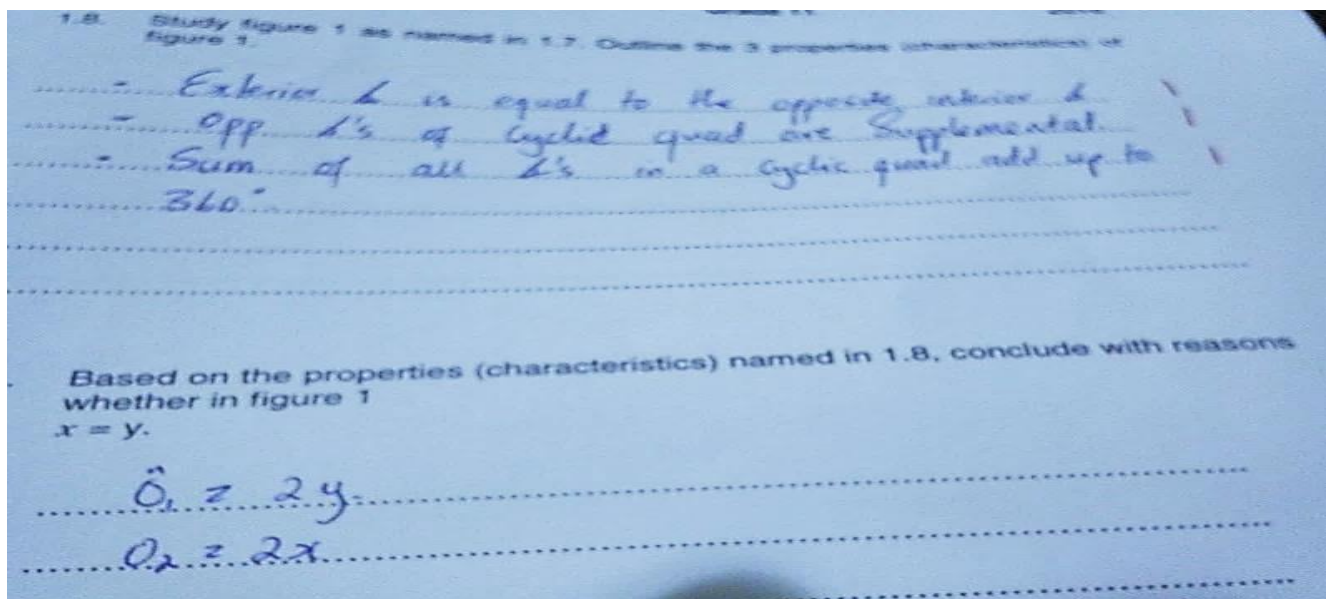 1.8. Study figure 1 as named in 1.7. Outline the 3 properties (characteristics) of
figure 1.
- Exterior ∠ is equal to the opposite interior ∠
- Opp. ∠'s of Cyclic quad are Supplemental.
- Sum of all ∠'s in a Cyclic quad add up to
360°
Based on the properties (characteristics) named in 1.8, conclude with reasons
whether in figure 1
x = y.
Ô₁ = 2y
O₂ = 2x